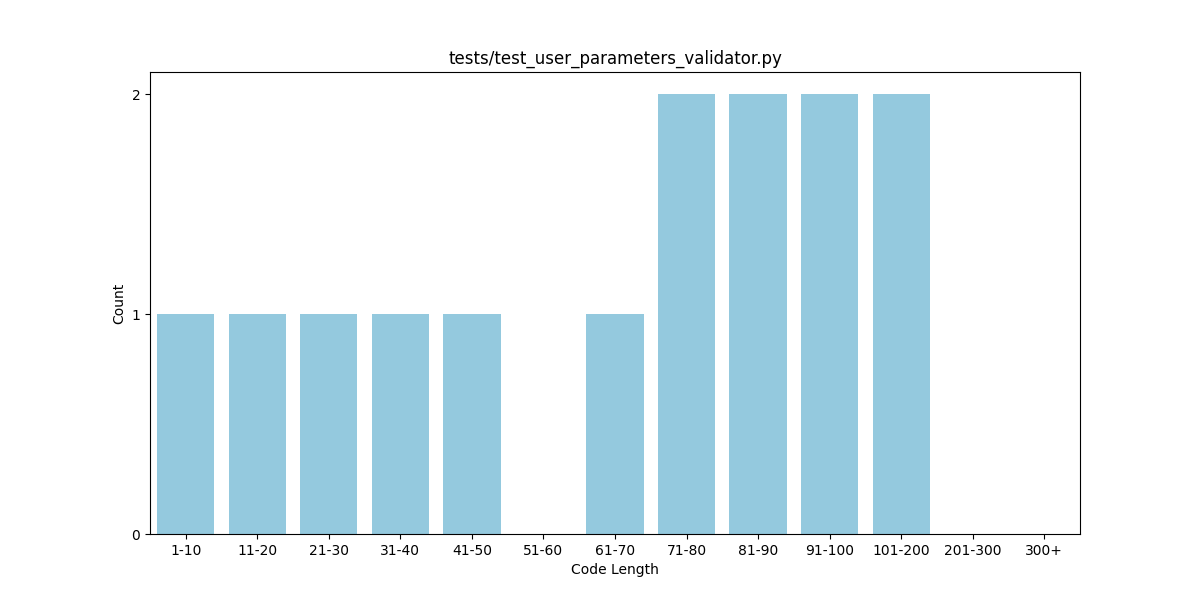 tests/test_user_parameters_validator.py
Count
2
1
0
1-10 11-20 21-30 31-40 41-50 51-60 61-70 71-80 81-90 91-100 101-200 201-300 300+
Code Length